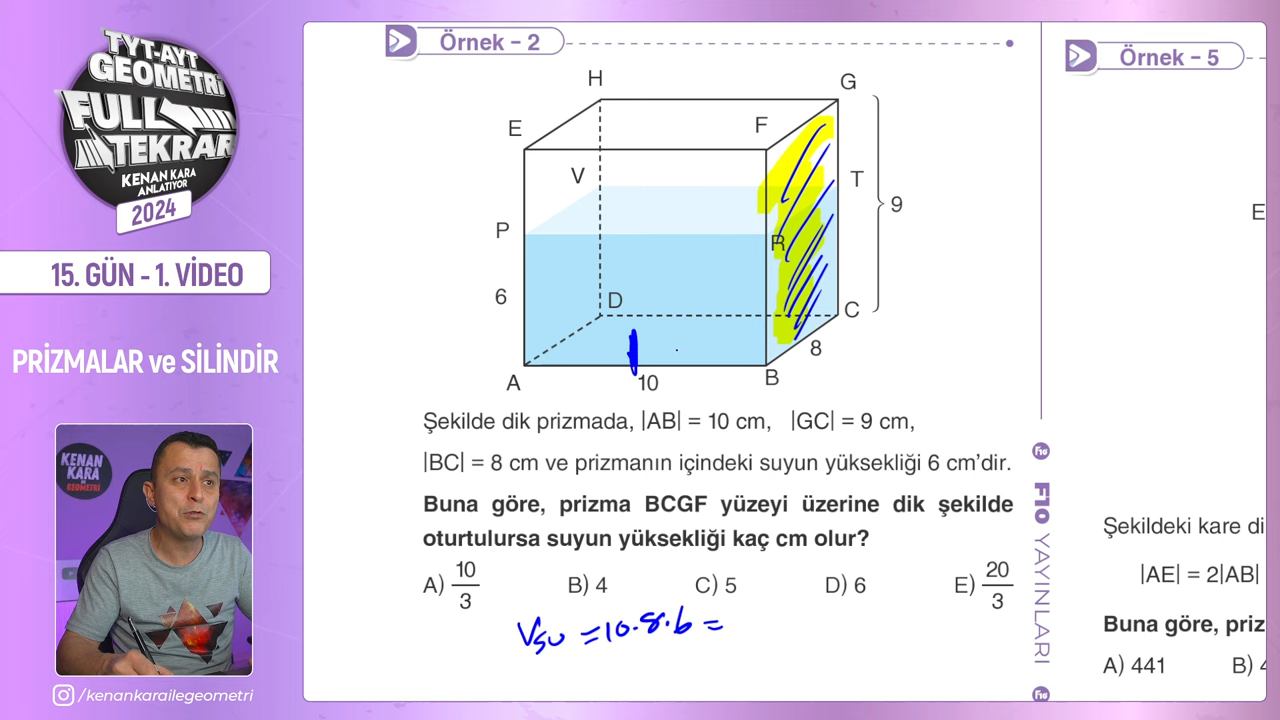 TYT-AYT
GEOMETRİ
FULL
TEKRAR
KENAN KARA
ANLATIYOR
2024
15. GÜN - 1. VİDEO
PRİZMALAR ve SİLİNDİR
KENAN
KARA
GEOMETRİ
/kenankarailegeometri
Örnek – 2
H
G
E
F
V
T
9
P
R
6
D
C
8
A
10
B
Şekilde dik prizmada, |AB| = 10 cm, |GC| = 9 cm,
|BC| = 8 cm ve prizmanın içindeki suyun yüksekliği 6 cm’dir.
Buna göre, prizma BCGF yüzeyi üzerine dik şekilde
oturtulursa suyun yüksekliği kaç cm olur?
A) 10/3 B) 4 C) 5 D) 6 E) 20/3
Vsu = 10.8.6 =
F10 YAYINLARI
Örnek – 5
E
Şekildeki kare di
|AE| = 2|AB|
Buna göre, priz
A) 441 B) 4